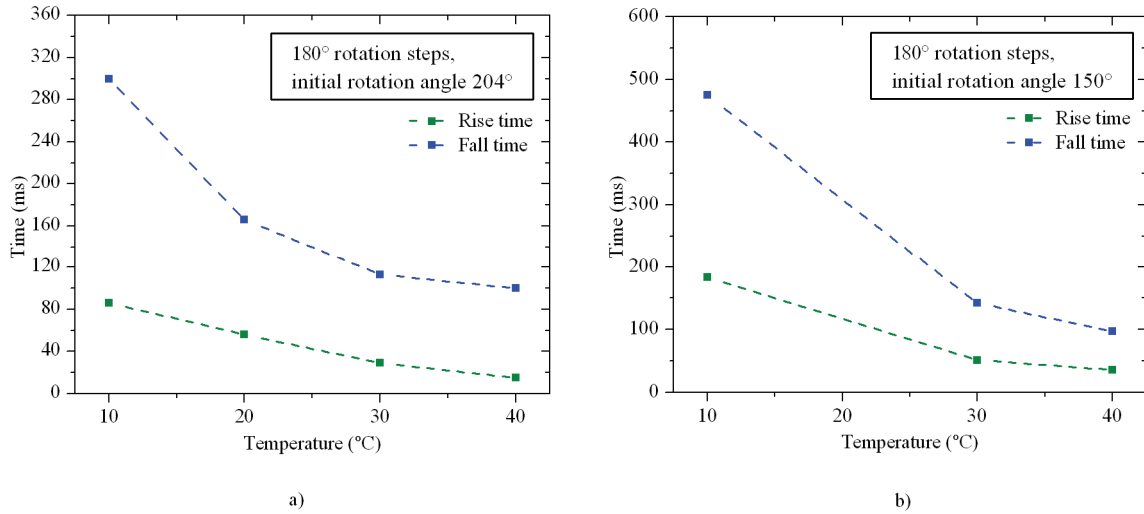 360
320
280
240
200
160
120
80
40
0
Time (ms)
180° rotation steps,
initial rotation angle 204°
Rise time
Fall time
10 20 30 40
Temperature (°C)
a)
600
500
400
300
200
100
0
Time (ms)
180° rotation steps,
initial rotation angle 150°
Rise time
Fall time
10 20 30 40
Temperature (°C)
b)